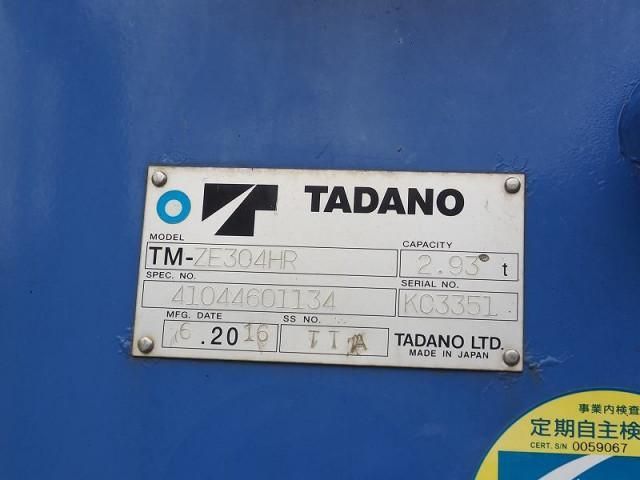 TADANO
MODEL
TM-ZE304HR
CAPACITY
2.93 t
SPEC. NO.
41044601134
SERIAL NO.
KC3351
MFG. DATE
6.2016
SS NO.
TADANO LTD.
MADE IN JAPAN
事業内検査
定期自主検
CERT. S/N 0059067